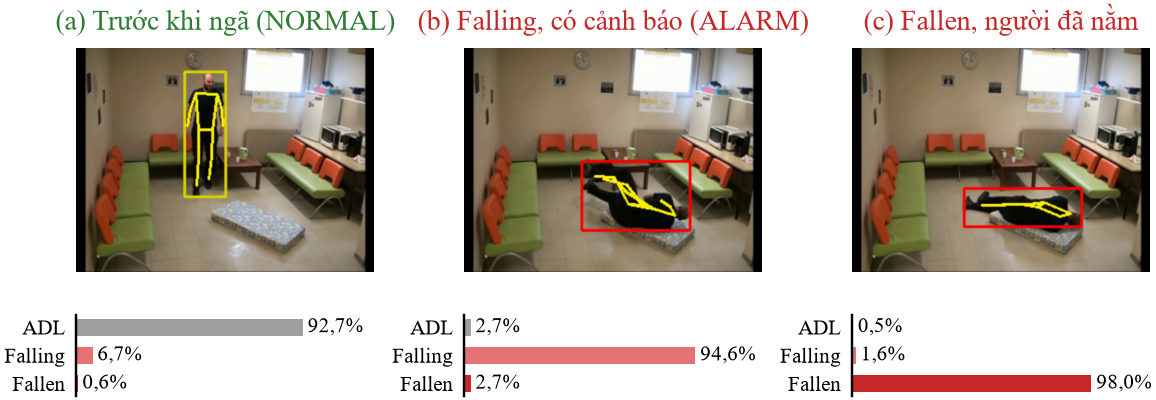 (a) Trước khi ngã (NORMAL)
(b) Falling, có cảnh báo (ALARM)
(c) Fallen, người đã nằm
ADL 92,7%
Falling 6,7%
Fallen 0,6%
ADL 2,7%
Falling 94,6%
Fallen 2,7%
ADL 0,5%
Falling 1,6%
Fallen 98,0%